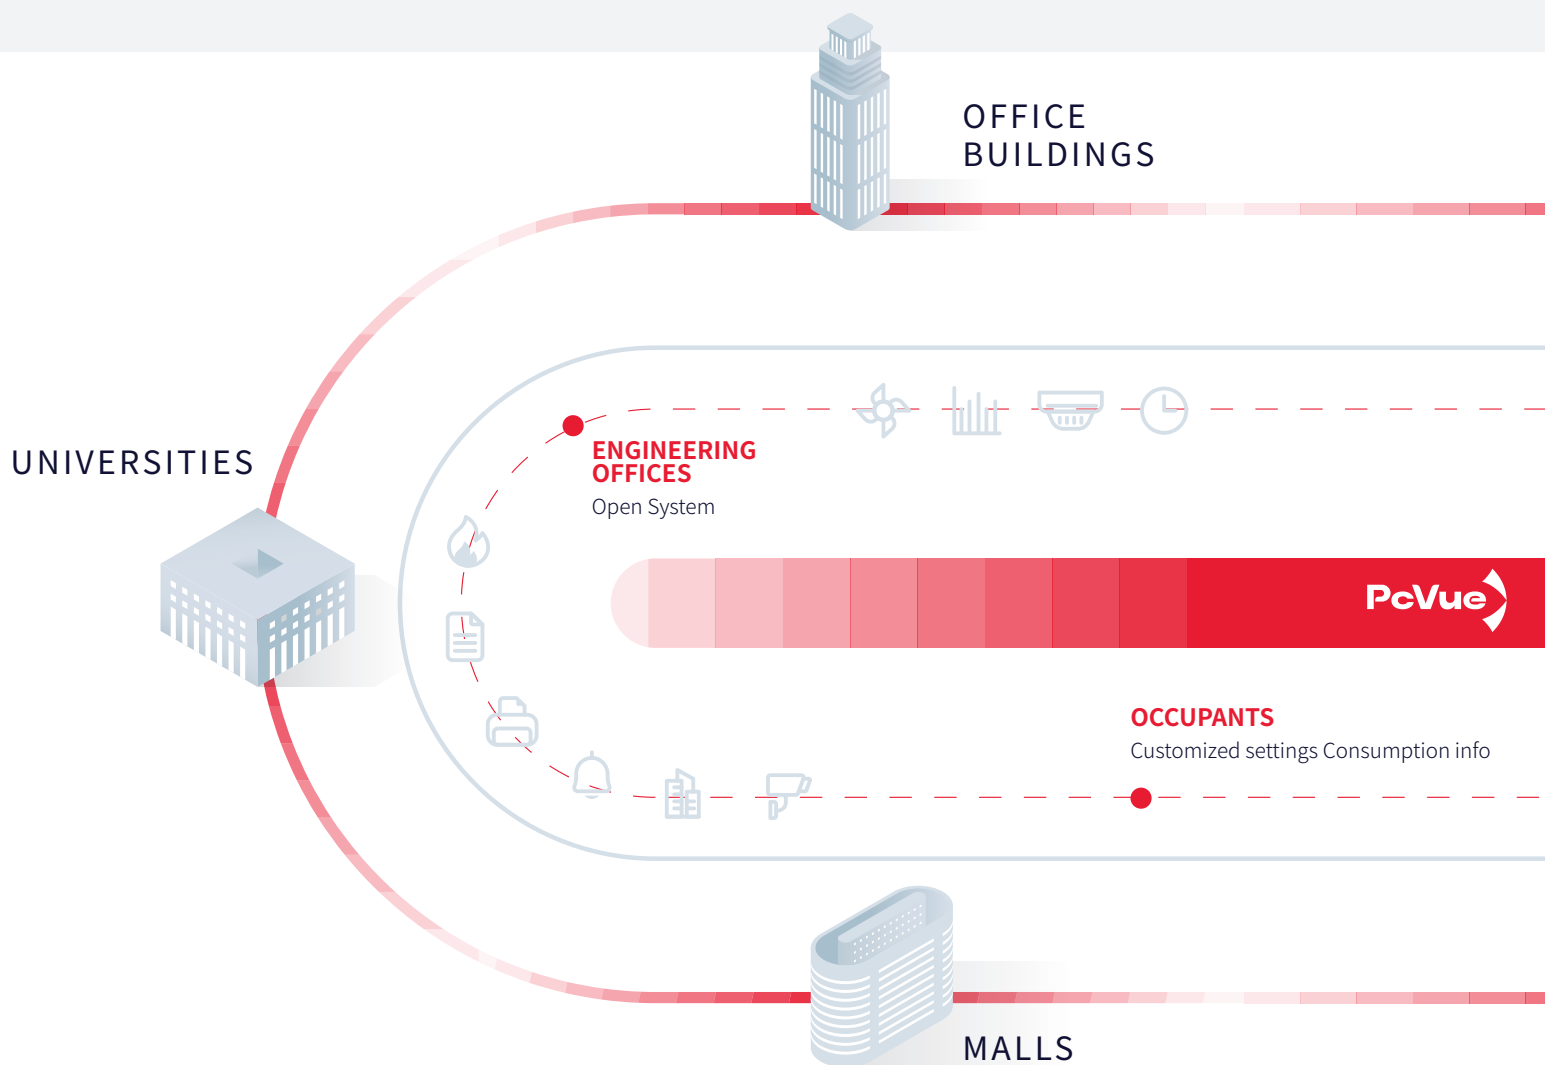 OFFICE
BUILDINGS
UNIVERSITIES
ENGINEERING
OFFICES
Open System
PcVue
OCCUPANTS
Customized settings Consumption info
MALLS